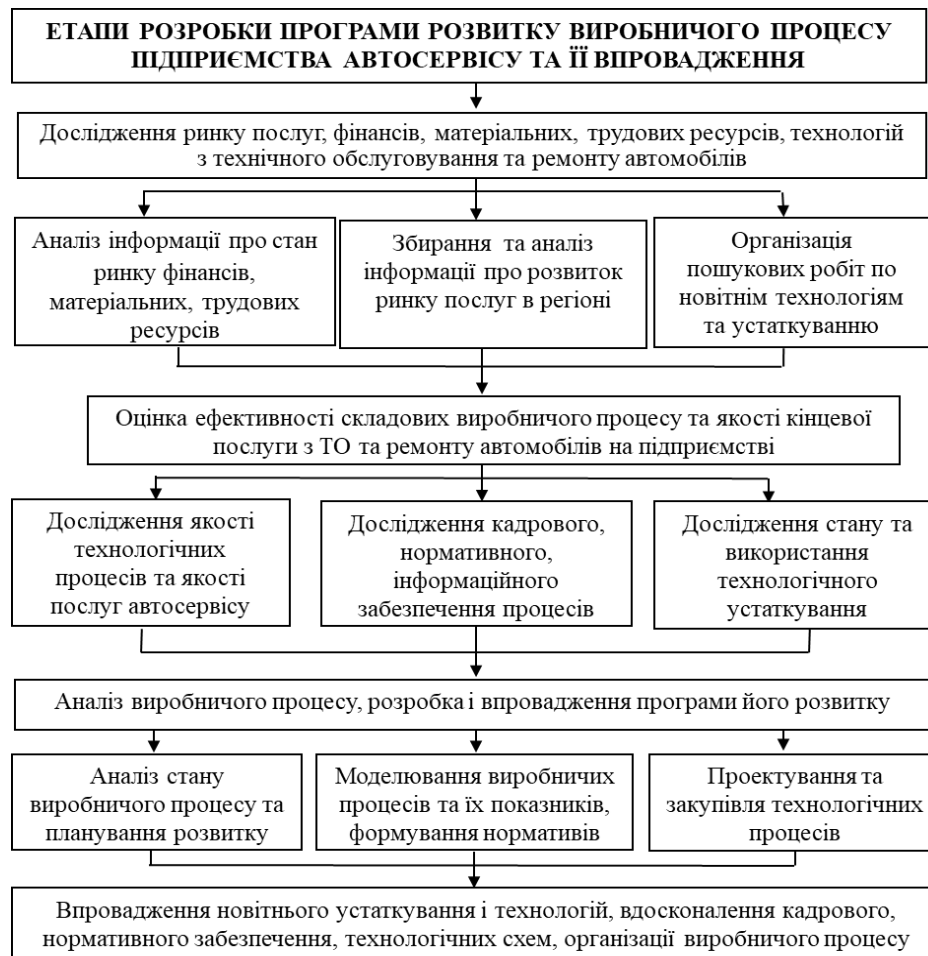 ЕТАПИ РОЗРОБКИ ПРОГРАМИ РОЗВИТКУ ВИРОБНИЧОГО ПРОЦЕСУ
ПІДПРИЄМСТВА АВТОСЕРВІСУ ТА ЇЇ ВПРОВАДЖЕННЯ
Дослідження ринку послуг, фінансів, матеріальних, трудових ресурсів, технологій
з технічного обслуговування та ремонту автомобілів
Аналіз інформації про стан
ринку фінансів,
матеріальних, трудових
ресурсів
Збирання та аналіз
інформації про розвиток
ринку послуг в регіоні
Організація
пошукових робіт по
новітнім технологіям
та устаткуванню
Оцінка ефективності складових виробничого процесу та якості кінцевої
послуги з ТО та ремонту автомобілів на підприємстві
Дослідження якості
технологічних
процесів та якості
послуг автосервісу
Дослідження кадрового,
нормативного,
інформаційного
забезпечення процесів
Дослідження стану та
використання
технологічного
устаткування
Аналіз виробничого процесу, розробка і впровадження програми його розвитку
Аналіз стану
виробничого процесу та
планування розвитку
Моделювання виробничих
процесів та їх показників,
формування нормативів
Проектування та
закупівля технологічних
процесів
Впровадження новітнього устаткування і технологій, вдосконалення кадрового,
нормативного забезпечення, технологічних схем, організації виробничого процесу